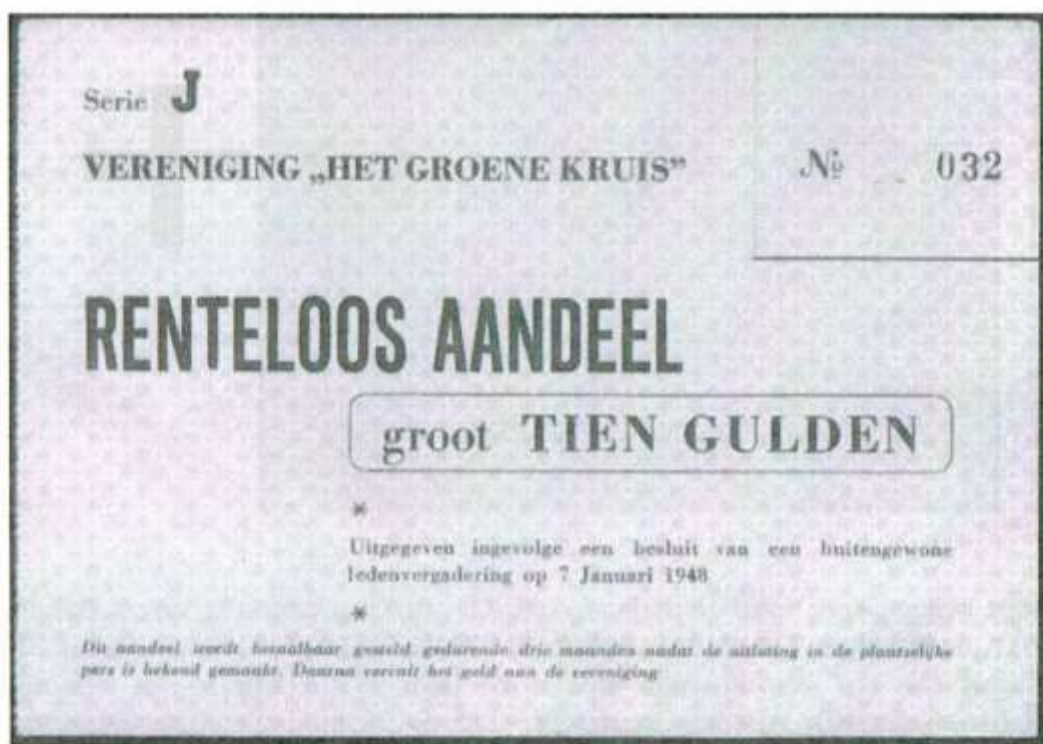 Serie J
VERENIGING „HET GROENE KRUIS”
№ 032
RENTELOOS AANDEEL
groot TIEN GULDEN
*
Uitgegeven ingevolge een besluit van een buitengewone
ledenvergadering op 7 Januari 1948
*
Dit aandeel wordt betaalbaar gesteld gedurende drie maanden nadat de uitloting in de plaatselijke
pers is bekend gemaakt. Daarna vervalt het geld aan de vereniging